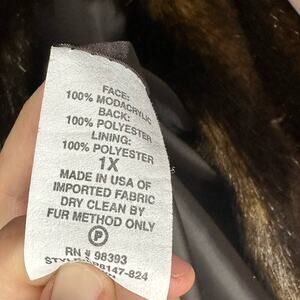 FACE:
100% MODACRYLIC
BACK:
100% POLYESTER
LINING:
100% POLYESTER
1X
MADE IN USA OF
IMPORTED FABRIC
DRY CLEAN BY
FUR METHOD ONLY
P
RN # 98393